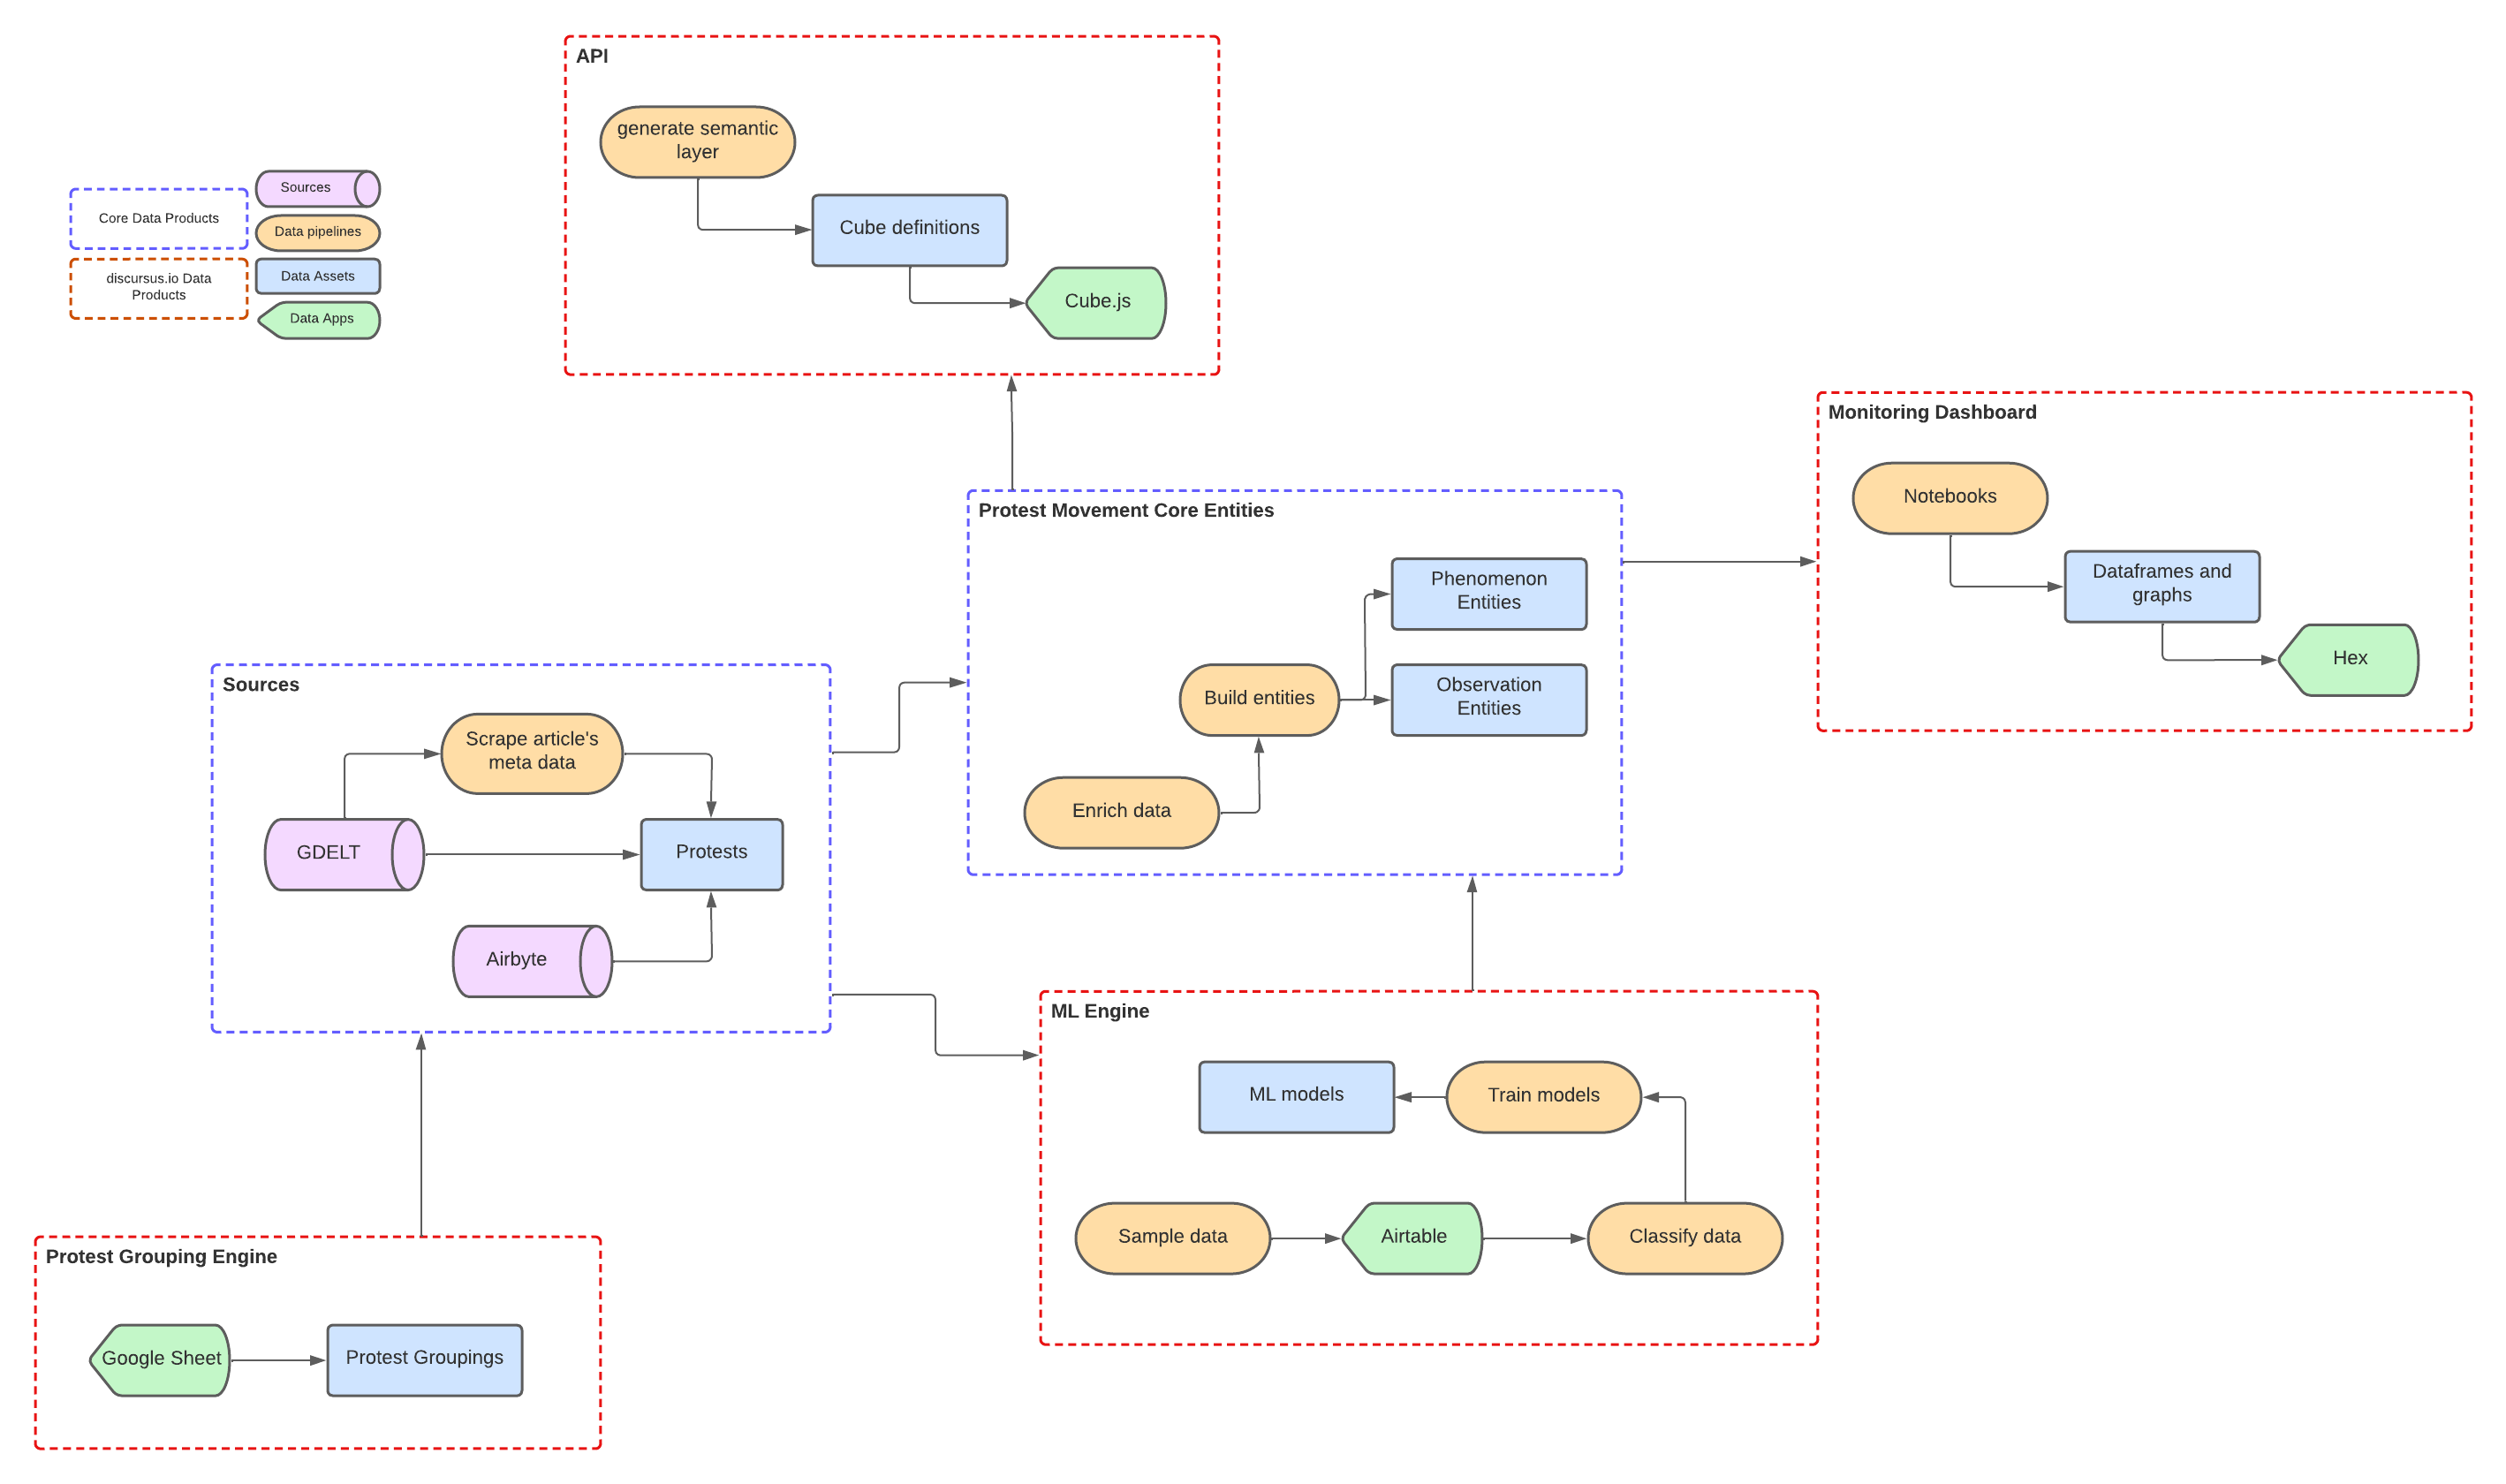 API
generate semantic
layer
Cube definitions
Cube.js
Sources
Data pipelines
Data Assets
Data Apps
Core Data Products
discursus.io Data
Products
Monitoring Dashboard
Notebooks
Dataframes and
graphs
Hex
Protest Movement Core Entities
Phenomenon
Entities
Build entities
Observation
Entities
Enrich data
Sources
Scrape article's
meta data
GDELT
Protests
Airbyte
ML Engine
ML models
Train models
Sample data
Airtable
Classify data
Protest Grouping Engine
Google Sheet
Protest Groupings